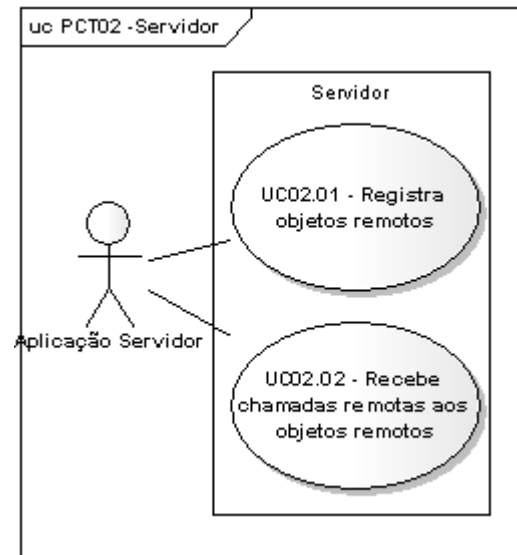 uc PCT02 -Servidor
Servidor
UC02.01 - Registra
objetos remotos
Aplicação Servidor
UC02.02 - Recebe
chamadas remotas aos
objetos remotos